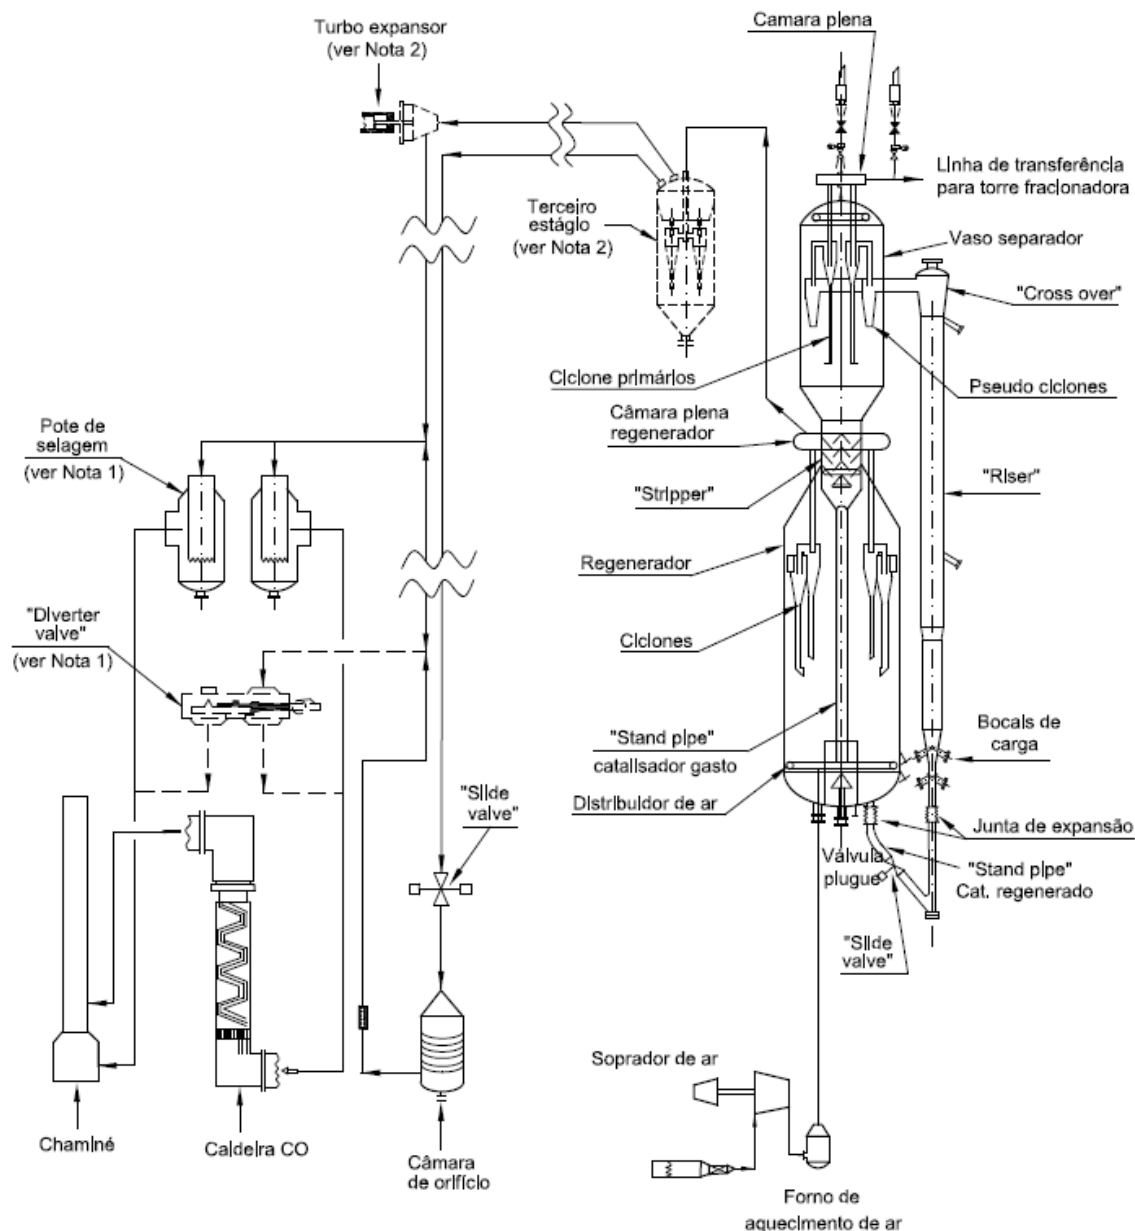 Turbo expansor
(ver Nota 2)
Camara plena
Linha de transferência
para torre fracionadora
Terceiro
estágio
(ver Nota 2)
Vaso separador
"Cross over"
Ciclone primários
Pseudo ciclones
Câmara plena
regenerador
Pote de
selagem
(ver Nota 1)
"Stripper"
"Riser"
Regenerador
"Diverter
valve"
(ver Nota 1)
Ciclones
"Stand pipe"
catalisador gasto
Bocais de
carga
Distribuidor de ar
"Slide
valve"
Junta de expansão
Válvula
plugue
"Stand pipe"
Cat. regenerado
"Slide
valve"
Soprador de ar
Chaminé
Caldeira CO
Câmara
de orifício
Forno de
aquecimento de ar